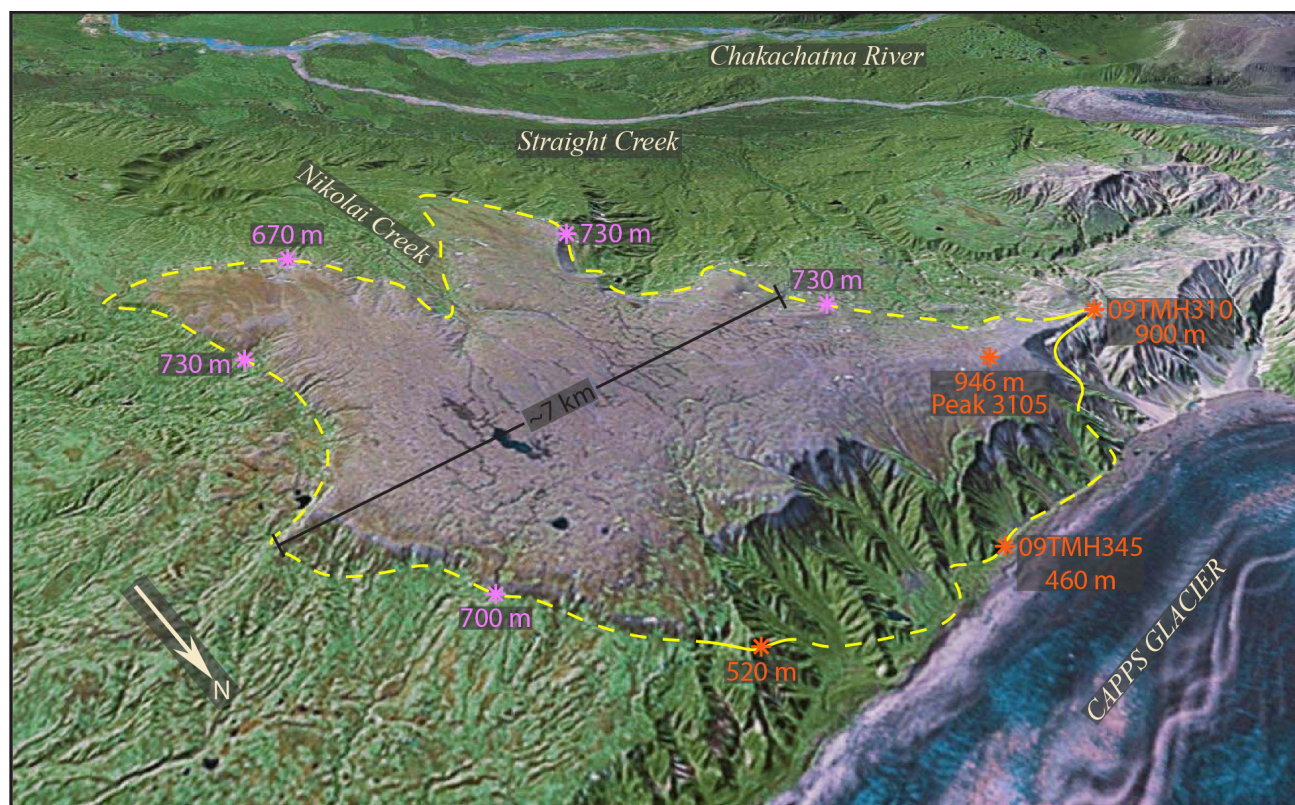 Chakachatna River
Straight Creek
Nikolai Creek
670 m
730 m
730 m
09TMH310
900 m
730 m
946 m
Peak 3105
~7 km
09TMH345
460 m
700 m
520 m
N
CAPPS GLACIER